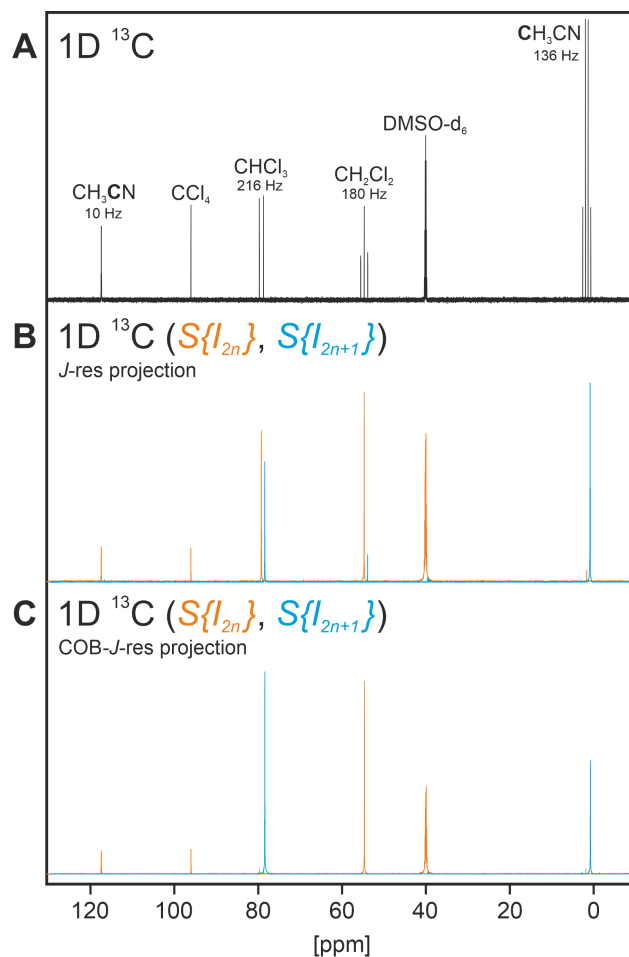 A 1D ¹³C
CH₃CN
136 Hz
DMSO-d₆
CHCl₃
216 Hz
CH₂Cl₂
180 Hz
CH₃CN
10 Hz
CCl₄
B 1D ¹³C (S{I₂ₙ}, S{I₂ₙ₊₁})
J-res projection
C 1D ¹³C (S{I₂ₙ}, S{I₂ₙ₊₁})
COB-J-res projection
120 100 80 60 40 20 0
[ppm]